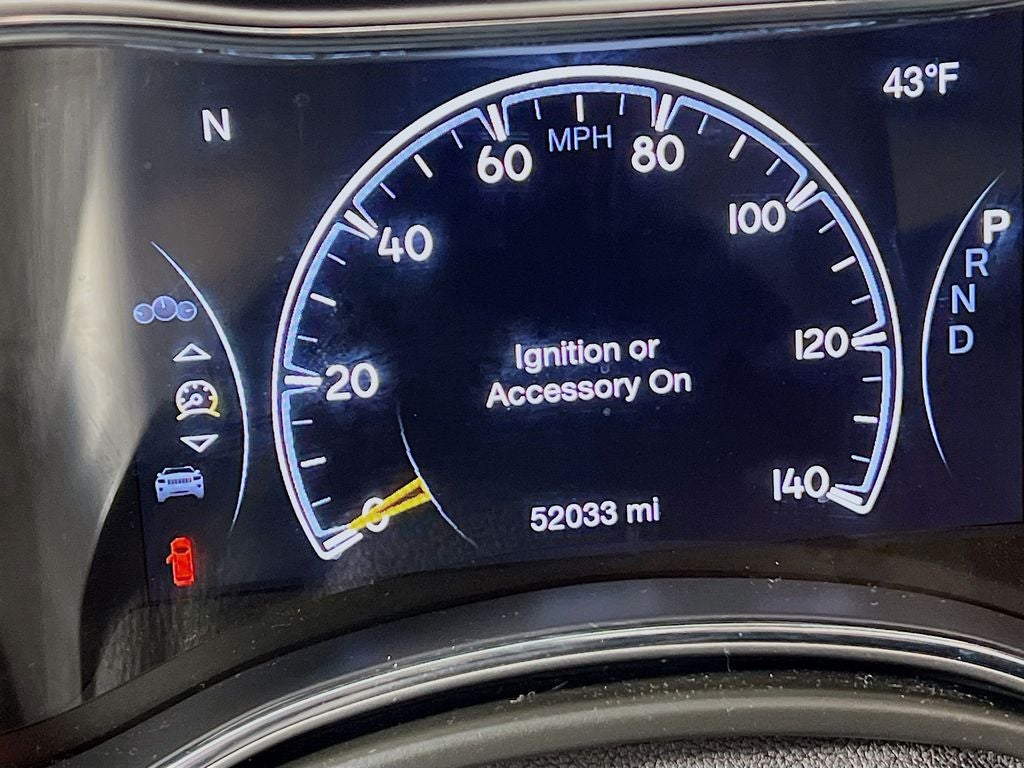 43°F
N
MPH
60
80
40
100
P
R
N
D
120
20
Ignition or
Accessory On
140
0
52033 mi